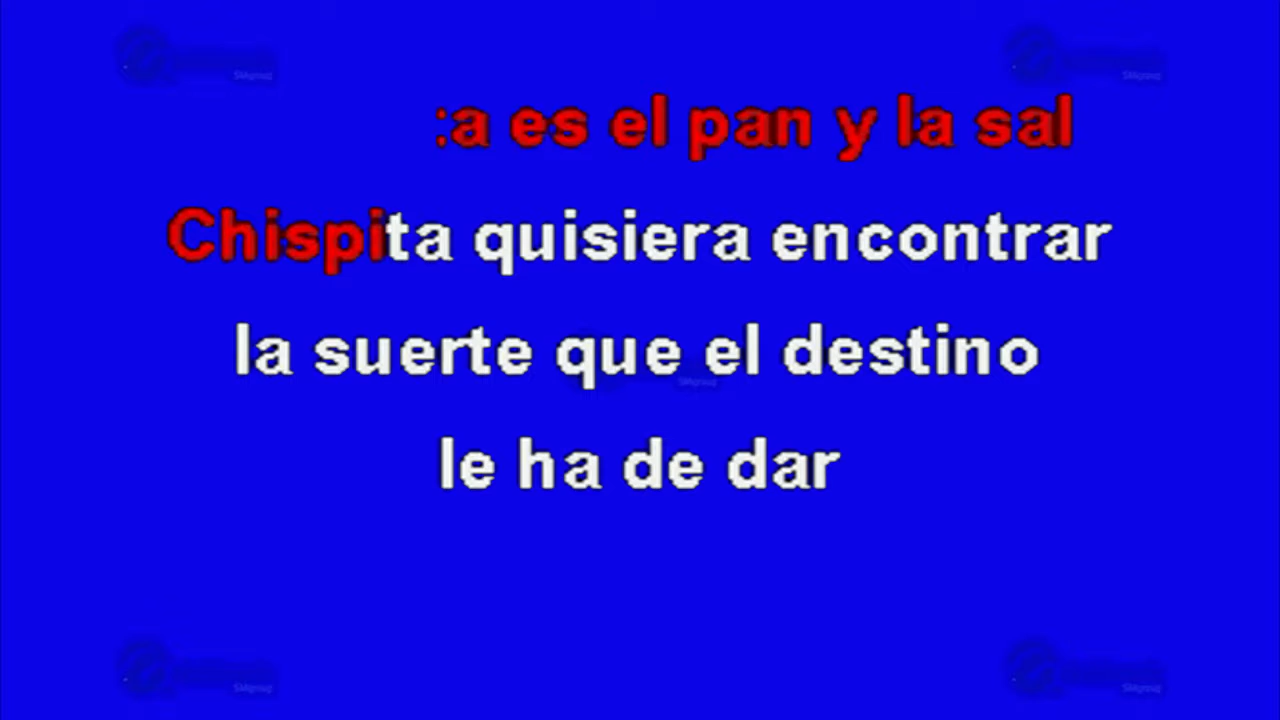 a es el pan y la sal
Chispita quisiera encontrar
la suerte que el destino
le ha de dar